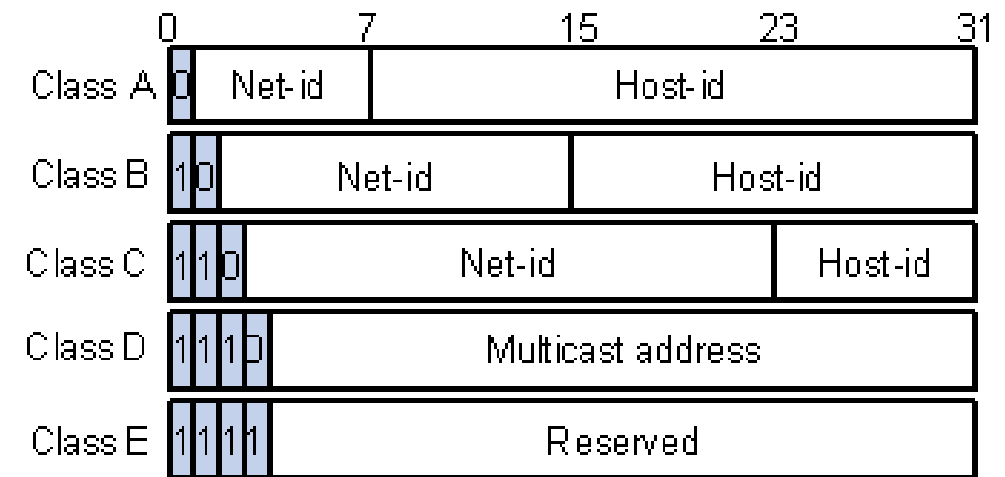 0 7 15 23 31
Class A 0 Net-id Host-id
Class B 1 0 Net-id Host-id
Class C 1 1 0 Net-id Host-id
Class D 1 1 1 0 Multicast address
Class E 1 1 1 1 Reserved